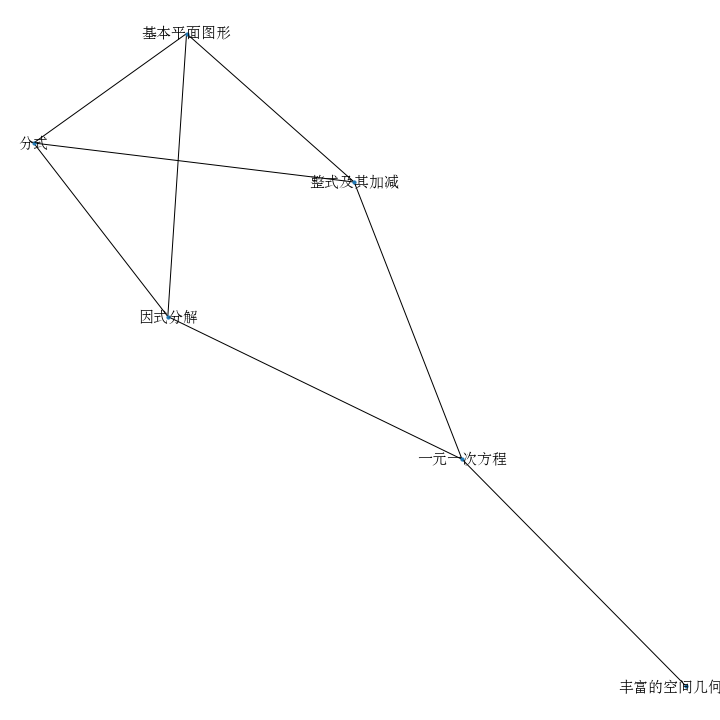 基本平面图形
分式
整式及其加减
因式分解
一元一次方程
丰富的空间几何